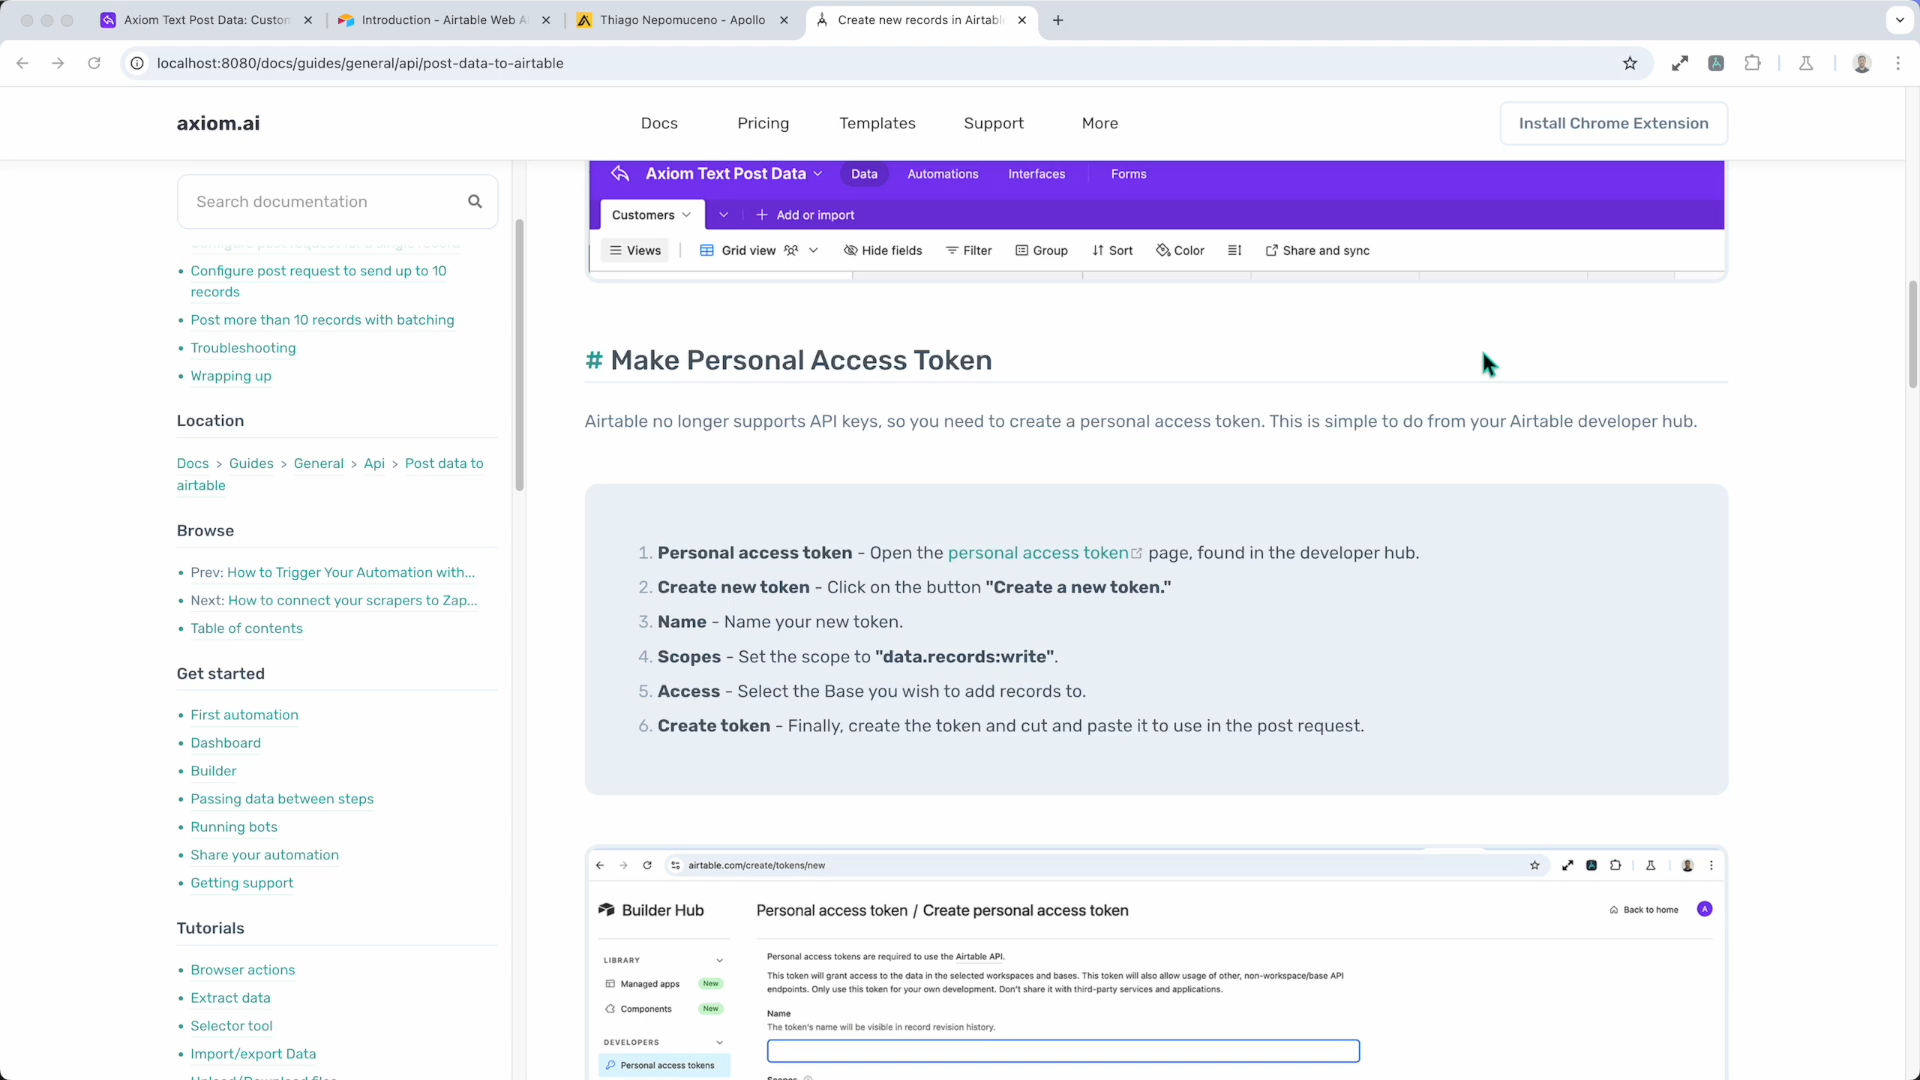 Axiom Text Post Data: Custon
Introduction - Airtable Web A
Thiago Nepomuceno - Apollo
Create new records in Airtabl
localhost:8080/docs/guides/general/api/post-data-to-airtable
axiom.ai
Docs
Pricing
Templates
Support
More
Install Chrome Extension
Search documentation
Configure post request for a single record
Configure post request to send up to 10
records
Post more than 10 records with batching
Troubleshooting
Wrapping up
Location
Docs > Guides > General > Api > Post data to
airtable
Browse
Prev: How to Trigger Your Automation with...
Next: How to connect your scrapers to Zap...
Table of contents
Get started
First automation
Dashboard
Builder
Passing data between steps
Running bots
Share your automation
Getting support
Tutorials
Browser actions
Extract data
Selector tool
Import/export Data
Upload/Download files
Axiom Text Post Data
Data
Automations
Interfaces
Forms
Customers
Add or import
Views
Grid view
Hide fields
Filter
Group
Sort
Color
Share and sync
# Make Personal Access Token
Airtable no longer supports API keys, so you need to create a personal access token. This is simple to do from your Airtable developer hub.
1. Personal access token - Open the personal access token page, found in the developer hub.
2. Create new token - Click on the button "Create a new token."
3. Name - Name your new token.
4. Scopes - Set the scope to "data.records:write".
5. Access - Select the Base you wish to add records to.
6. Create token - Finally, create the token and cut and paste it to use in the post request.
airtable.com/create/tokens/new
Builder Hub
Personal access token / Create personal access token
Back to home
A
LIBRARY
Managed apps
New
Components
New
DEVELOPERS
Personal access tokens
Personal access tokens are required to use the Airtable API.
This token will grant access to the data in the selected workspaces and bases. This token will also allow usage of other, non-workspace/base API
endpoints. Only use this token for your own development. Don't share it with third-party services and applications.
Name
The token's name will be visible in record revision history.
Scopes